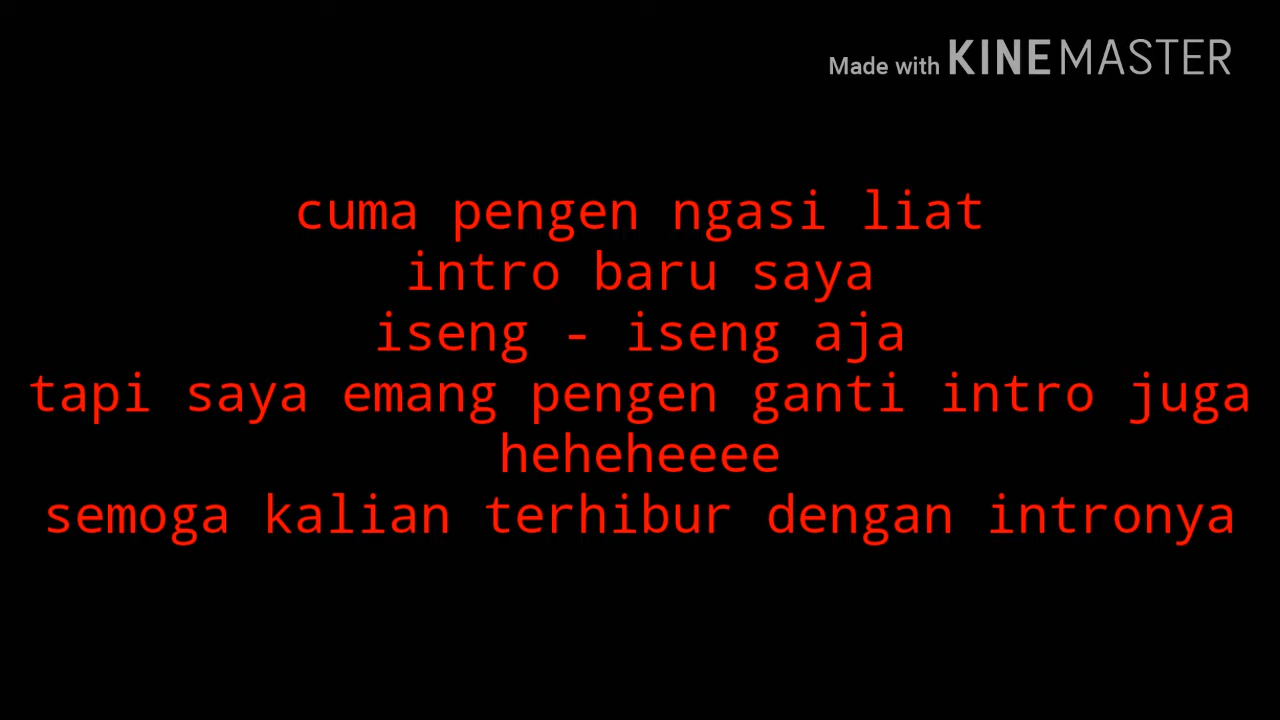 Made with KINEMASTER
cuma pengen ngasi liat
intro baru saya
iseng - iseng aja
tapi saya emang pengen ganti intro juga
heheheeee
semoga kalian terhibur dengan intronya